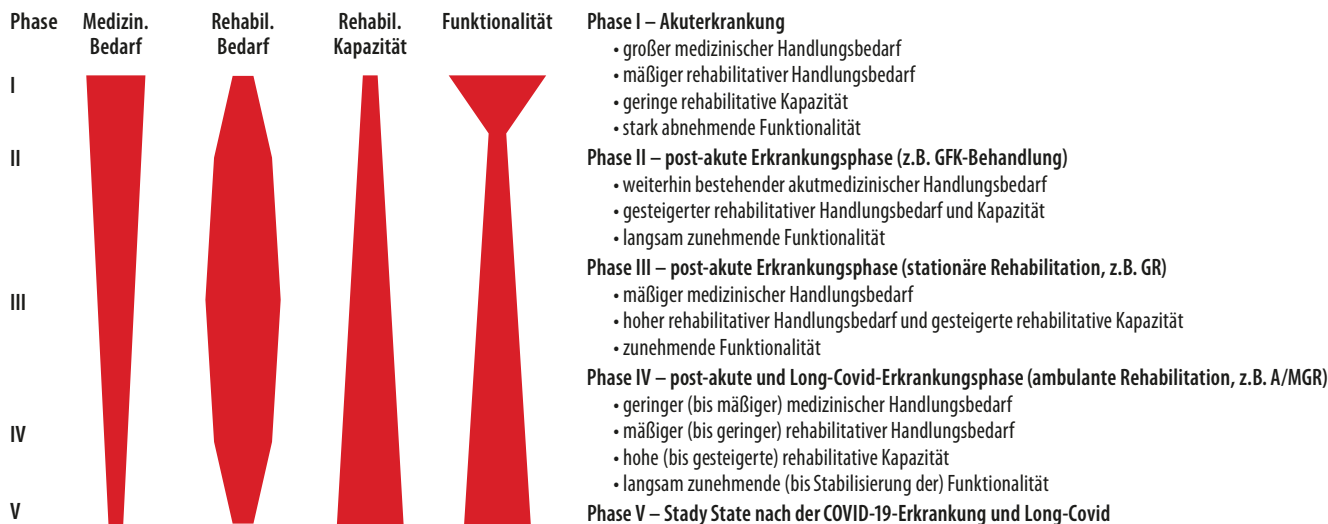 Phase Medizin. Bedarf Rehabil. Bedarf Rehabil. Kapazität Funktionalität
I
II
III
IV
V
Phase I – Akuterkrankung
• großer medizinischer Handlungsbedarf
• mäßiger rehabilitativer Handlungsbedarf
• geringe rehabilitative Kapazität
• stark abnehmende Funktionalität
Phase II – post-akute Erkrankungsphase (z.B. GFK-Behandlung)
• weiterhin bestehender akutmedizinischer Handlungsbedarf
• gesteigerter rehabilitativer Handlungsbedarf und Kapazität
• langsam zunehmende Funktionalität
Phase III – post-akute Erkrankungsphase (stationäre Rehabilitation, z.B. GR)
• mäßiger medizinischer Handlungsbedarf
• hoher rehabilitativer Handlungsbedarf und gesteigerte rehabilitative Kapazität
• zunehmende Funktionalität
Phase IV – post-akute und Long-Covid-Erkrankungsphase (ambulante Rehabilitation, z.B. A/MGR)
• geringer (bis mäßiger) medizinischer Handlungsbedarf
• mäßiger (bis geringer) rehabilitativer Handlungsbedarf
• hohe (bis gesteigerte) rehabilitative Kapazität
• langsam zunehmende (bis Stabilisierung der) Funktionalität
Phase V – Stady State nach der COVID-19-Erkrankung und Long-Covid